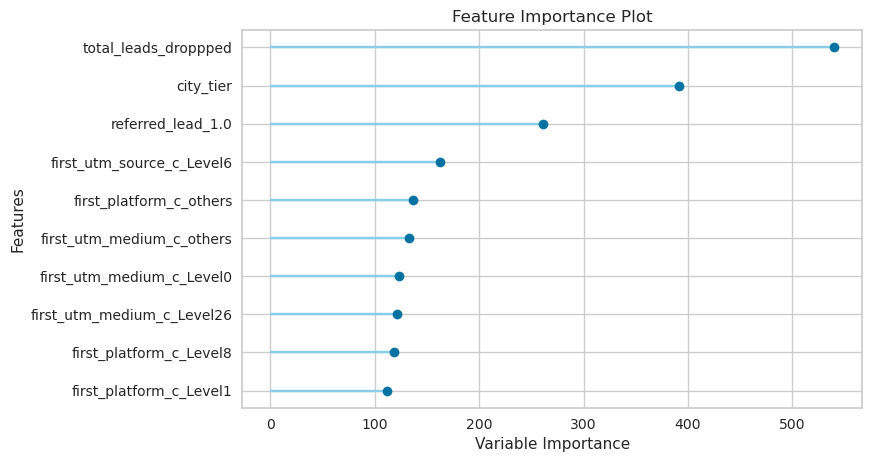 Feature Importance Plot
total_leads_droppped
city_tier
referred_lead_1.0
first_utm_source_c_Level6
first_platform_c_others
first_utm_medium_c_others
first_utm_medium_c_Level0
first_utm_medium_c_Level26
first_platform_c_Level8
first_platform_c_Level1
Features
0 100 200 300 400 500
Variable Importance